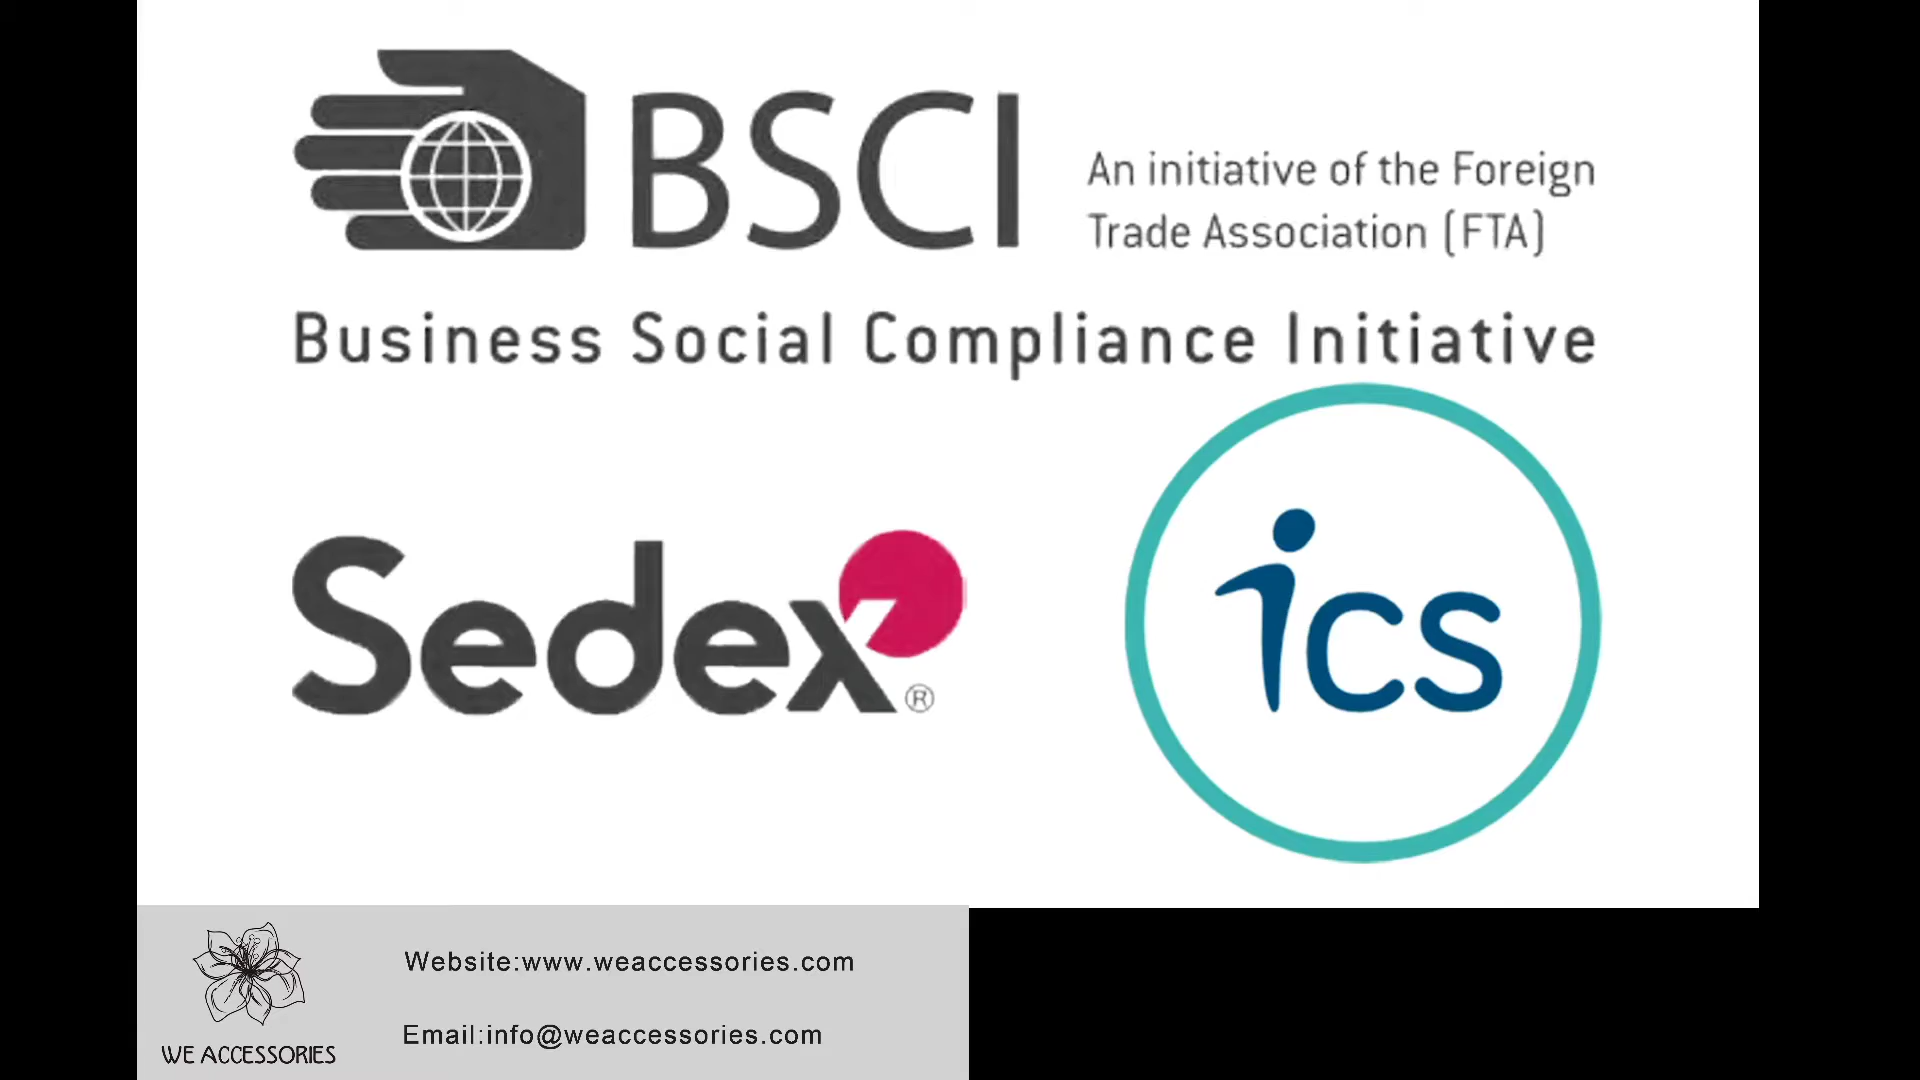 BSCI
An initiative of the Foreign
Trade Association (FTA)
Business Social Compliance Initiative
Sedex®
ics
Website:www.weaccessories.com
Email:info@weaccessories.com
WE ACCESSORIES